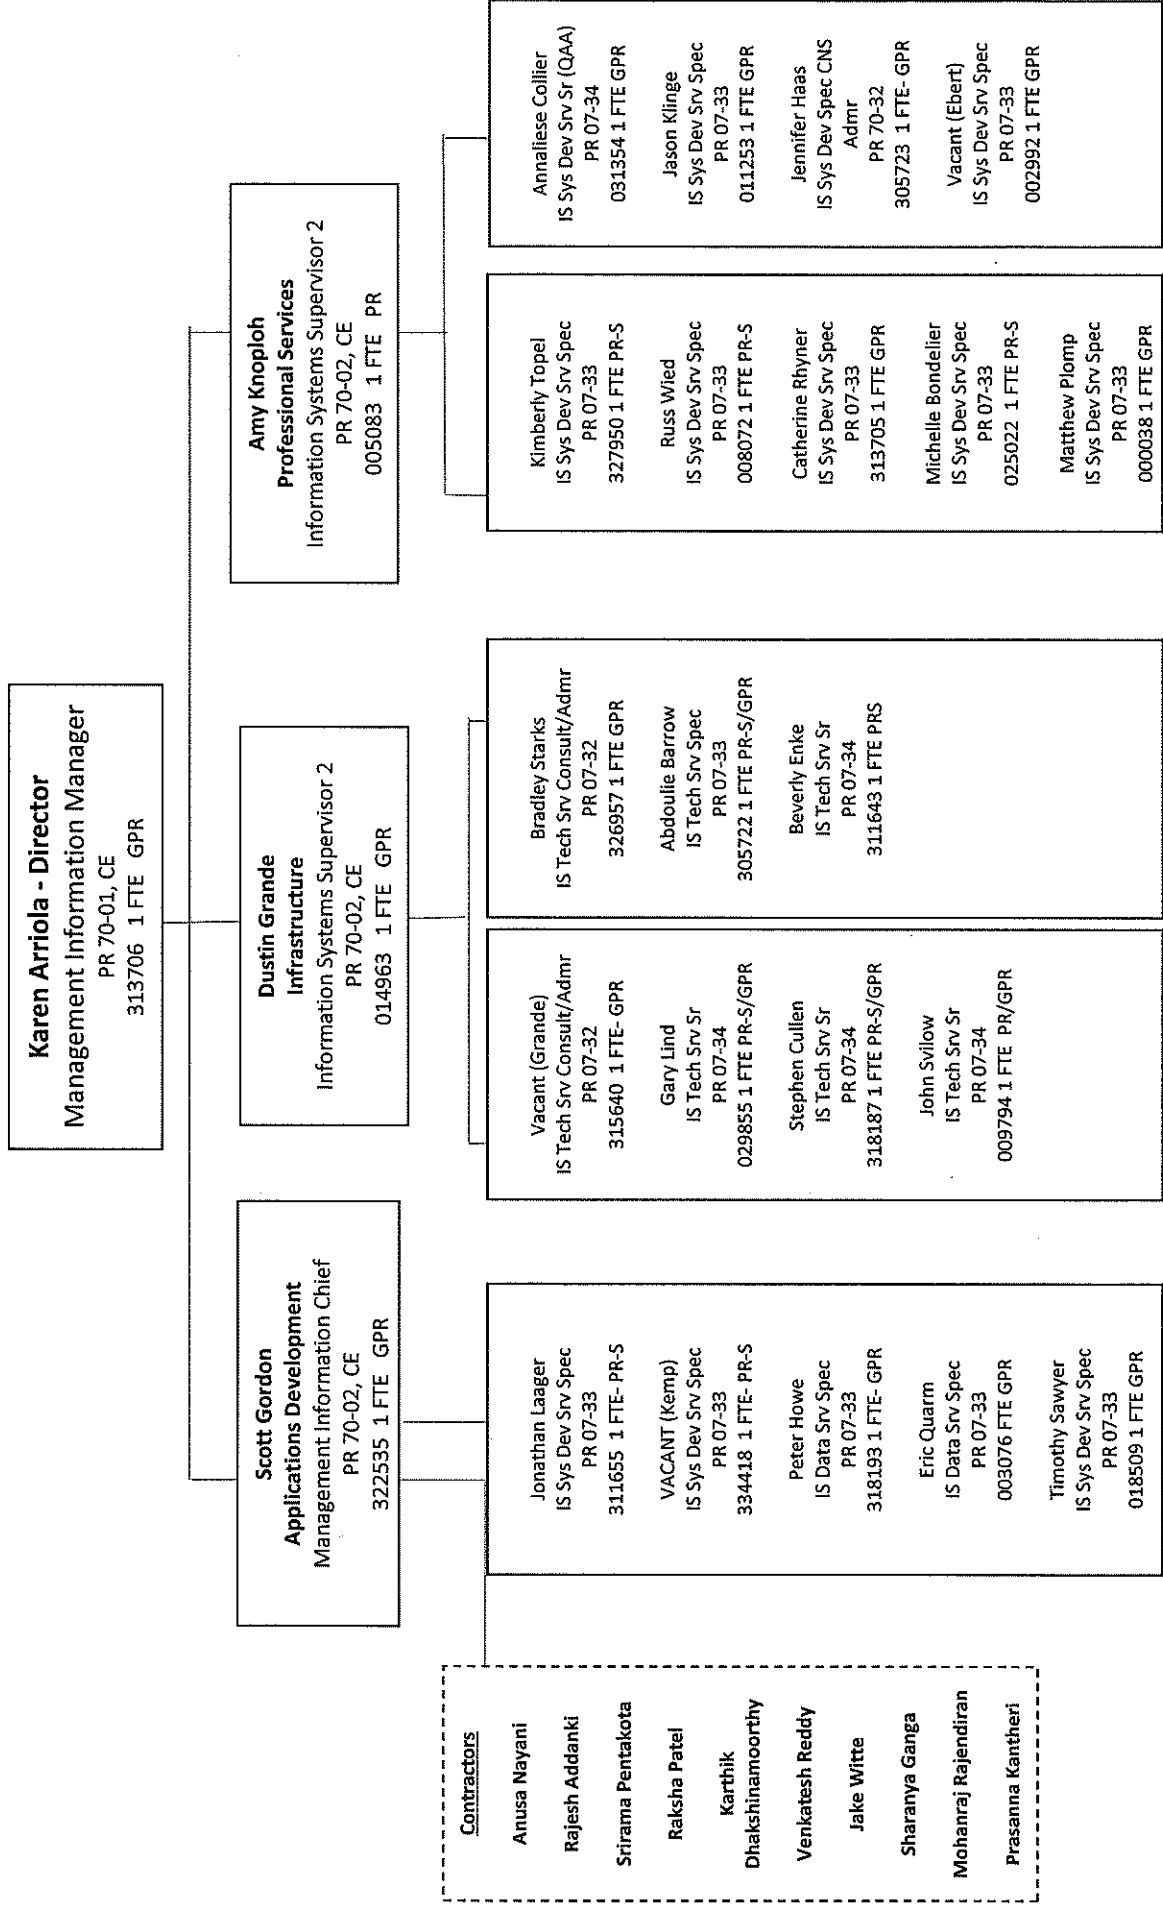 Karen Arriola - Director
Management Information Manager
PR 70-01, CE
313706 1 FTE GPR
Scott Gordon
Applications Development
Management Information Chief
PR 70-02, CE
322535 1 FTE GPR
Dustin Grande
Infrastructure
Information Systems Supervisor 2
PR 70-02, CE
014963 1 FTE GPR
Amy Knoploh
Professional Services
Information Systems Supervisor 2
PR 70-02, CE
005083 1 FTE PR
Contractors
Anusa Nayani
Rajesh Addanki
Srirama Pentakota
Raksha Patel
Karthik
Dhakshinamoorthy
Venkatesh Reddy
Jake Witte
Sharanya Ganga
Mohanraj Rajendiran
Prasanna Kantheri
Jonathan Laager
IS Sys Dev Srv Spec
PR 07-33
311655 1 FTE- PR-S
VACANT (Kemp)
IS Sys Dev Srv Spec
PR 07-33
334418 1 FTE- PR-S
Peter Howe
IS Data Srv Spec
PR 07-33
318193 1 FTE- GPR
Eric Quarm
IS Data Srv Spec
PR 07-33
003076 FTE GPR
Timothy Sawyer
IS Sys Dev Srv Spec
PR 07-33
018509 1 FTE GPR
Vacant (Grande)
IS Tech Srv Consult/Admr
PR 07-32
315640 1 FTE- GPR
Gary Lind
IS Tech Srv Sr
PR 07-34
029855 1 FTE PR-S/GPR
Stephen Cullen
IS Tech Srv Sr
PR 07-34
318187 1 FTE PR-S/GPR
John Svilow
IS Tech Srv Sr
PR 07-34
009794 1 FTE PR/GPR
Bradley Starks
IS Tech Srv Consult/Admr
PR 07-32
326957 1 FTE GPR
Abdoulie Barrow
IS Tech Srv Spec
PR 07-33
305722 1 FTE PR-S/GPR
Beverly Enke
IS Tech Srv Sr
PR 07-34
311643 1 FTE PRS
Kimberly Topel
IS Sys Dev Srv Spec
PR 07-33
327950 1 FTE PR-S
Russ Wied
IS Sys Dev Srv Spec
PR 07-33
008072 1 FTE PR-S
Catherine Rhyner
IS Sys Dev Srv Spec
PR 07-33
313705 1 FTE GPR
Michelle Bondelier
IS Sys Dev Srv Spec
PR 07-33
025022 1 FTE PR-S
Matthew Plomp
IS Sys Dev Srv Spec
PR 07-33
000038 1 FTE GPR
Annaliese Collier
IS Sys Dev Srv Sr (QAA)
PR 07-34
031354 1 FTE GPR
Jason Klinge
IS Sys Dev Srv Spec
PR 07-33
011253 1 FTE GPR
Jennifer Haas
IS Sys Dev Srv Spec CNS
Admr
PR 70-32
305723 1 FTE- GPR
Vacant (Ebert)
IS Sys Dev Srv Spec
PR 07-33
002992 1 FTE GPR